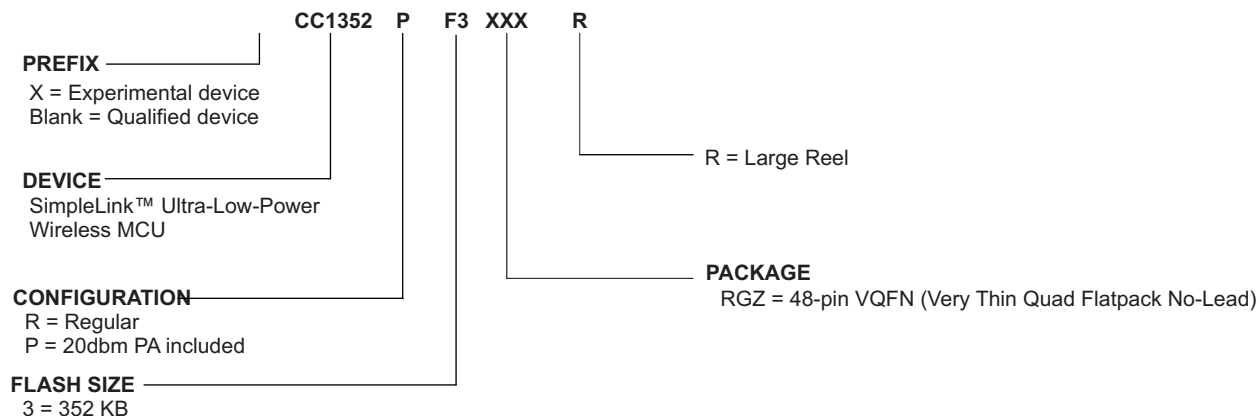 CC1352 P F3 XXX R
PREFIX
X = Experimental device
Blank = Qualified device
R = Large Reel
DEVICE
SimpleLink™ Ultra-Low-Power
Wireless MCU
PACKAGE
RGZ = 48-pin VQFN (Very Thin Quad Flatpack No-Lead)
CONFIGURATION
R = Regular
P = 20dbm PA included
FLASH SIZE
3 = 352 KB